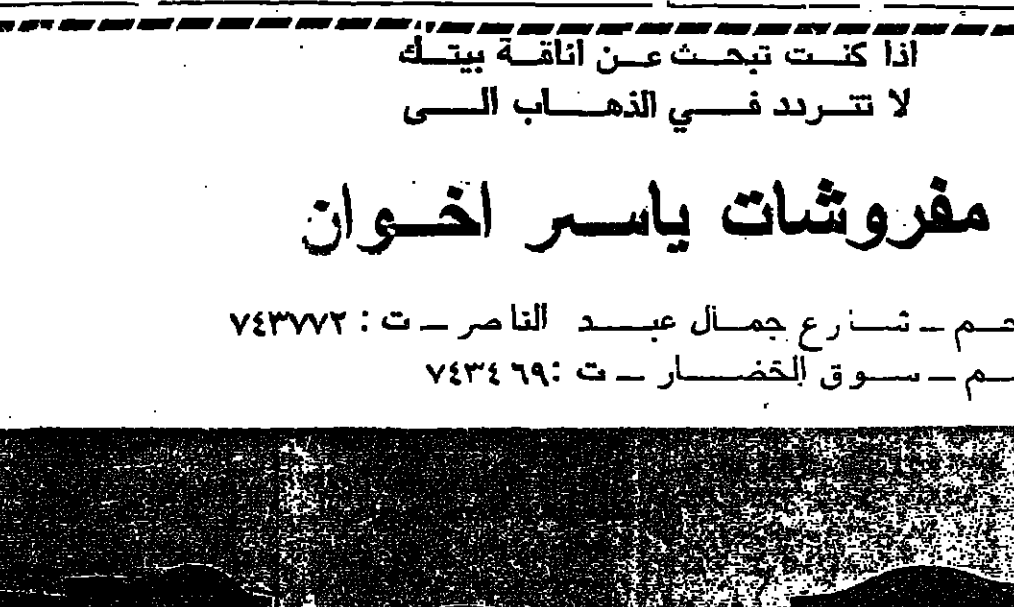 اذا كنت تبحث عن اناقة بيتك
لا تتردد في الذهاب الى
مفروشات ياسر اخوان
شارع جمال عبد الناصر - ت : ٧٤٣٧٧٢
سوق الخضار - ت : ٧٤٣٤٦٩